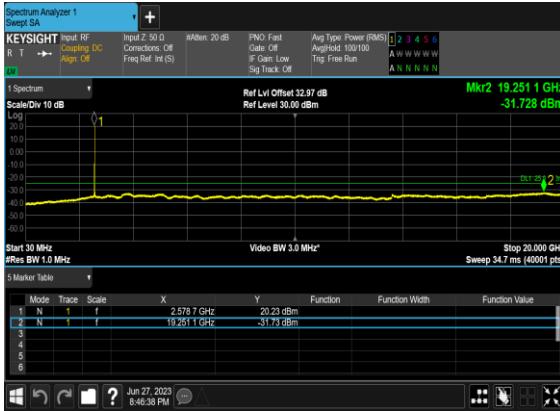 Spectrum Analyzer 1
Swept SA
+
KEYSIGHT Input: RF Input Z: 50 Ω #Atten: 20 dB PNO: Fast Avg Type: Power (RMS) 1 2 3 4 5 6
R T Coupling: DC Corrections: Off Gate: Off Avg|Hold: 100/100 A W W W W W
Align: Off Freq Ref: Int (S) IF Gain: Low Trig: Free Run
Sig Track: Off A N N N N N
1 Spectrum Ref Lvl Offset 32.97 dB Mkr2 19.251 1 GHz
Scale/Div 10 dB Ref Level 30.00 dBm -31.728 dBm
Log
20.0
10.0
0.00
-10.0
-20.0
-30.0
-40.0
-50.0
-60.0
1
2
Start 30 MHz Video BW 3.0 MHz* Stop 20.000 GHz
#Res BW 1.0 MHz Sweep 34.7 ms (40001 pts)
5 Marker Table
Mode Trace Scale X Y Function Function Width Function Value
1 N 1 f 2.578 7 GHz 20.23 dBm
2 N 1 f 19.251 1 GHz -31.73 dBm
3
4
5
6
? Jun 27, 2023
8:46:38 PM